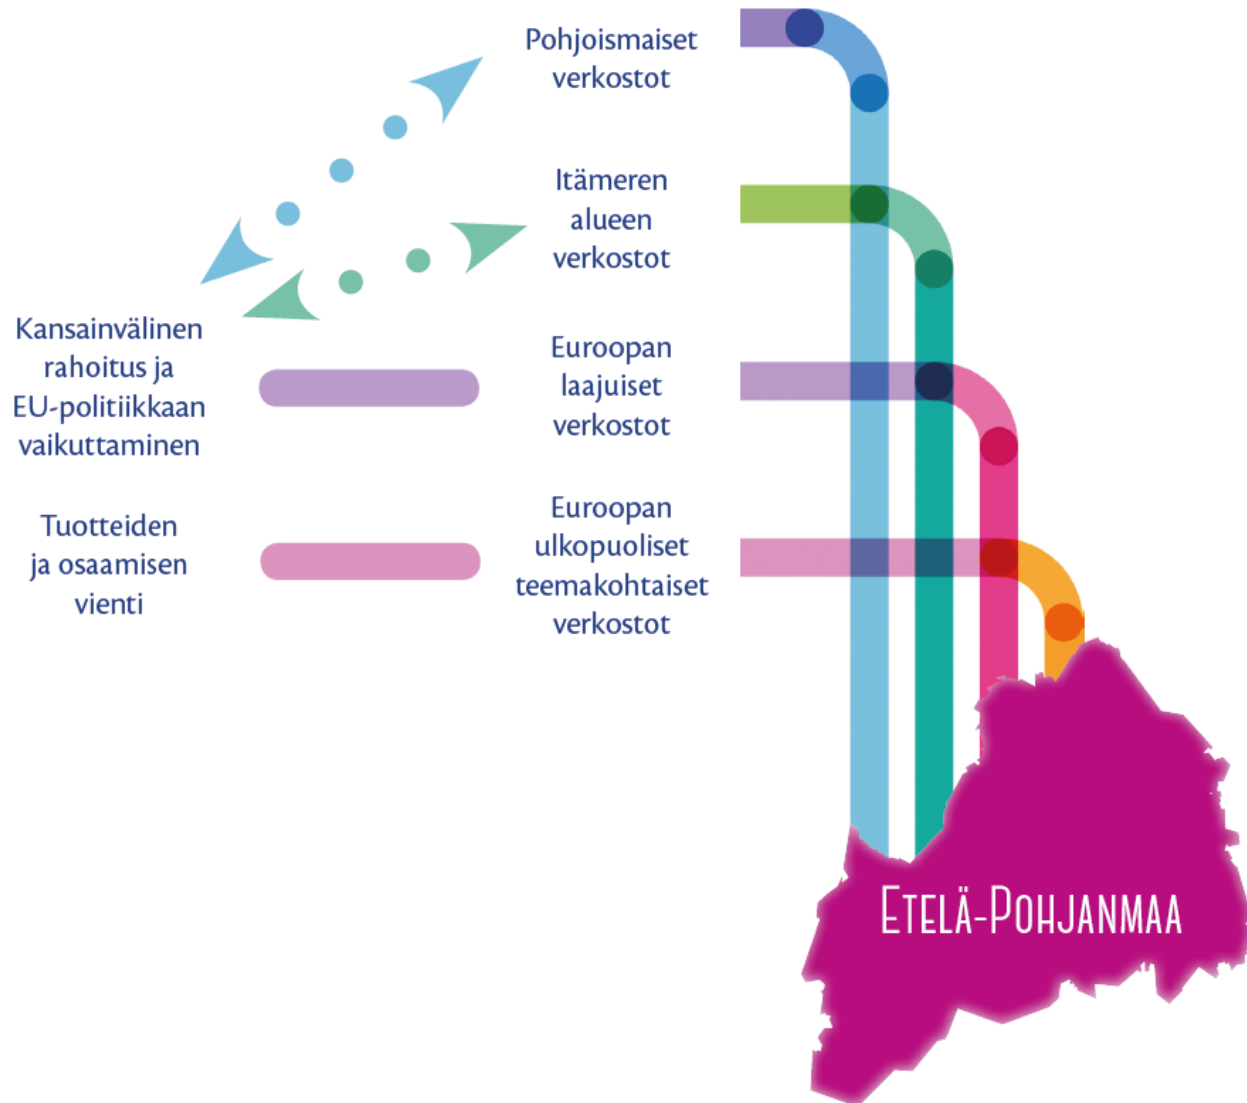 Pohjoismaiset
verkostot
Itämeren
alueen
verkostot
Kansainvälinen
rahoitus ja
EU-politiikkaan
vaikuttaminen
Euroopan
laajuiset
verkostot
Tuotteiden
ja osaamisen
vienti
Euroopan
ulkopuoliset
teemakohtaiset
verkostot
ETELÄ-POHJANMAA